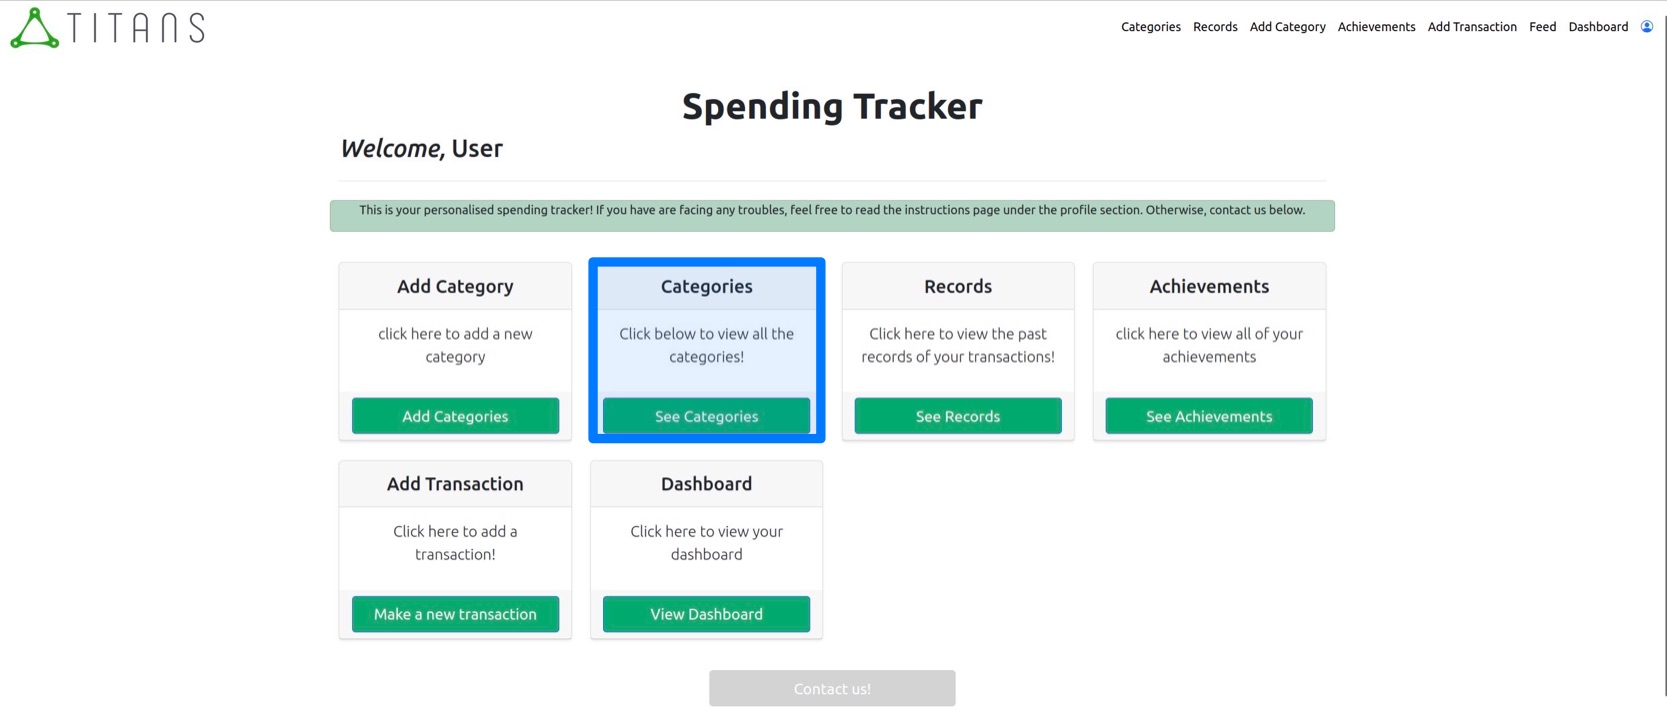 TITANS
Categories Records Add Category Achievements Add Transaction Feed Dashboard
Spending Tracker
Welcome, User
This is your personalised spending tracker! If you have are facing any troubles, feel free to read the instructions page under the profile section. Otherwise, contact us below.
Add Category
click here to add a new
category
Add Categories
Categories
Click below to view all the
categories!
See Categories
Records
Click here to view the past
records of your transactions!
See Records
Achievements
click here to view all of your
achievements
See Achievements
Add Transaction
Click here to add a
transaction!
Make a new transaction
Dashboard
Click here to view your
dashboard
View Dashboard
Contact us!